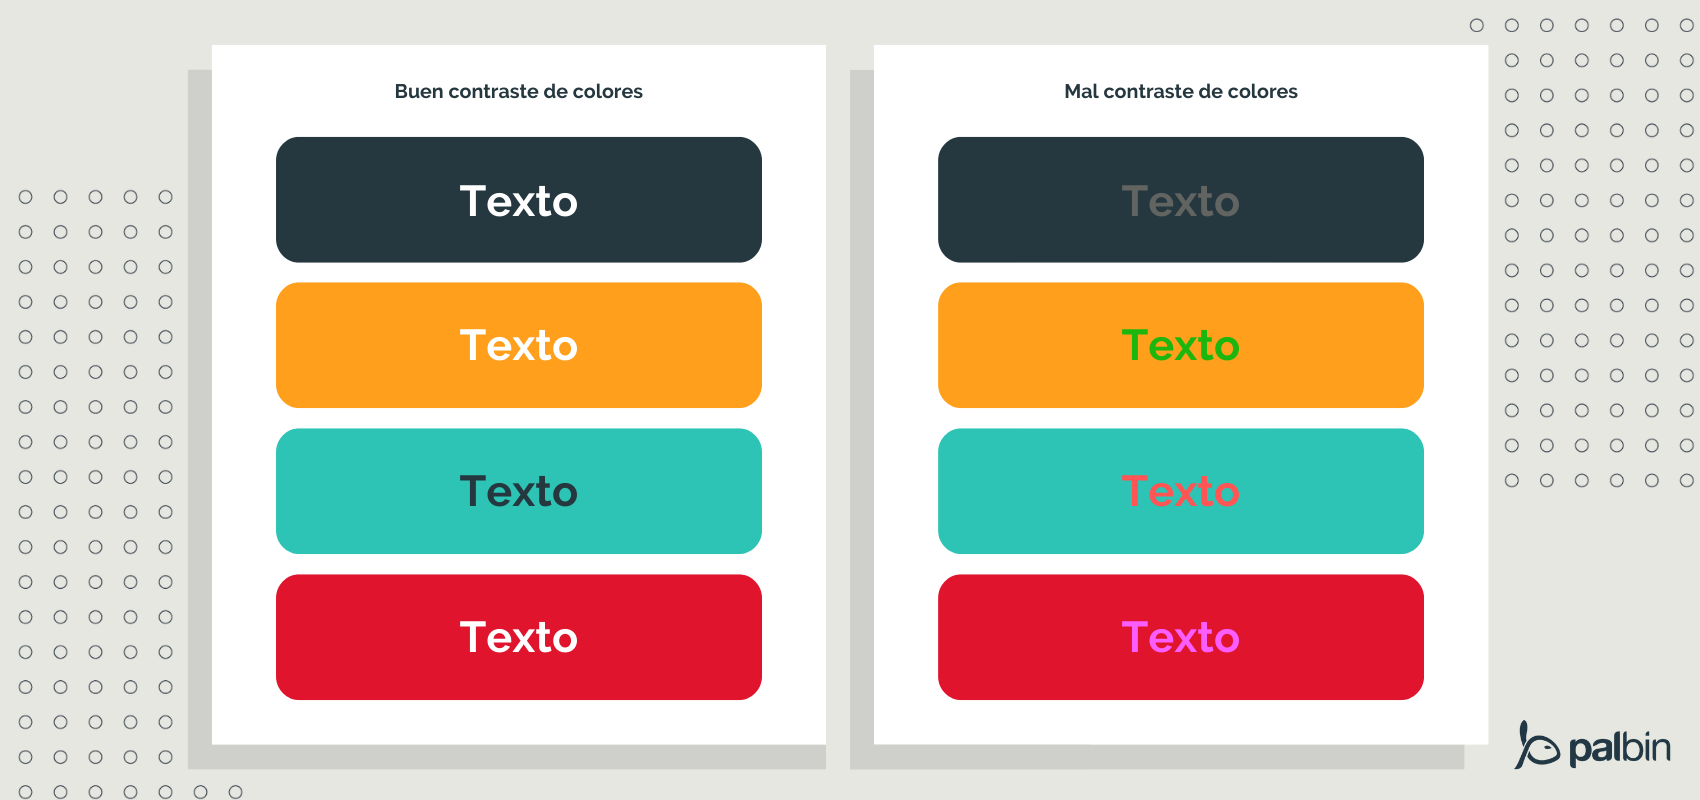 Buen contraste de colores
Texto
Texto
Texto
Texto
Mal contraste de colores
Texto
Texto
Texto
Texto
palbin